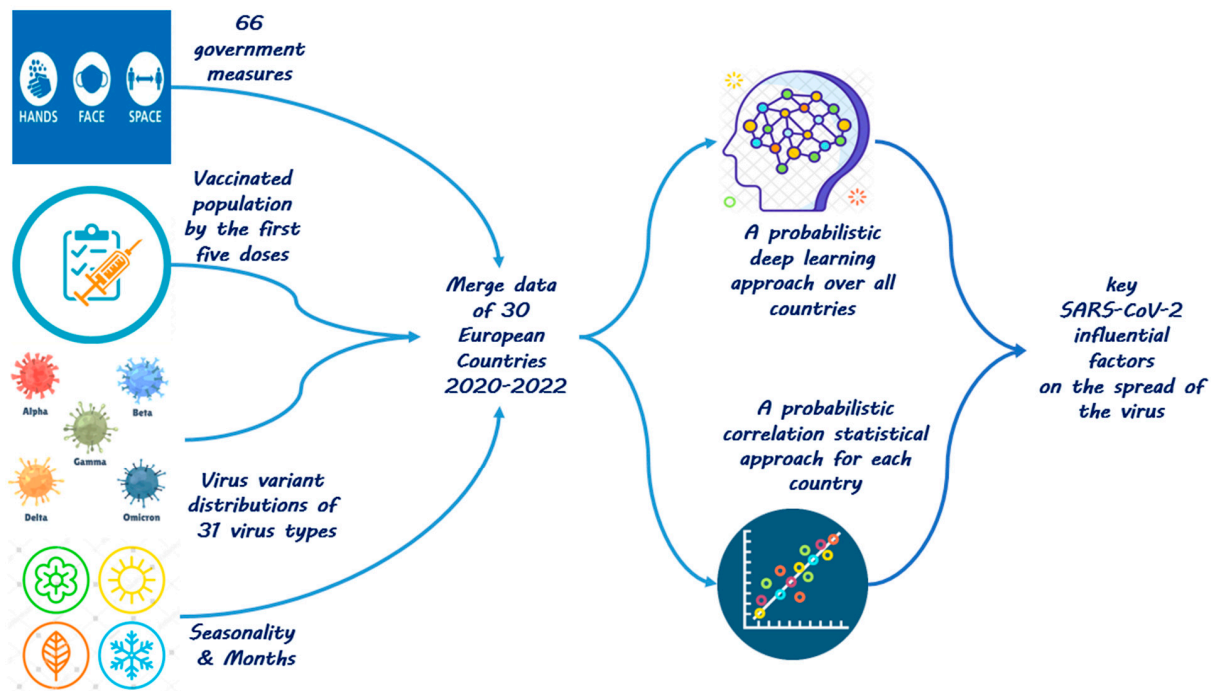 66
government
measures
HANDS FACE SPACE
Vaccinated
population
by the first
five doses
Alpha
Beta
Gamma
Delta
Omicron
Virus variant
distributions of
31 virus types
Seasonality
& Months
Merge data
of 30
European
Countries
2020-2022
A probabilistic
deep learning
approach over all
countries
A probabilistic
correlation statistical
approach for each
country
key
SARS-CoV-2
influential
factors
on the spread of
the virus